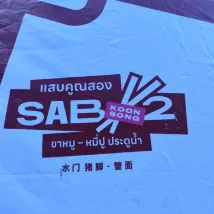 แสบคูณสอง
SAB X2
KOON
SONG
ขาหมู - หมี่ปู ประตูน้ำ
水门 猪脚 - 蟹面